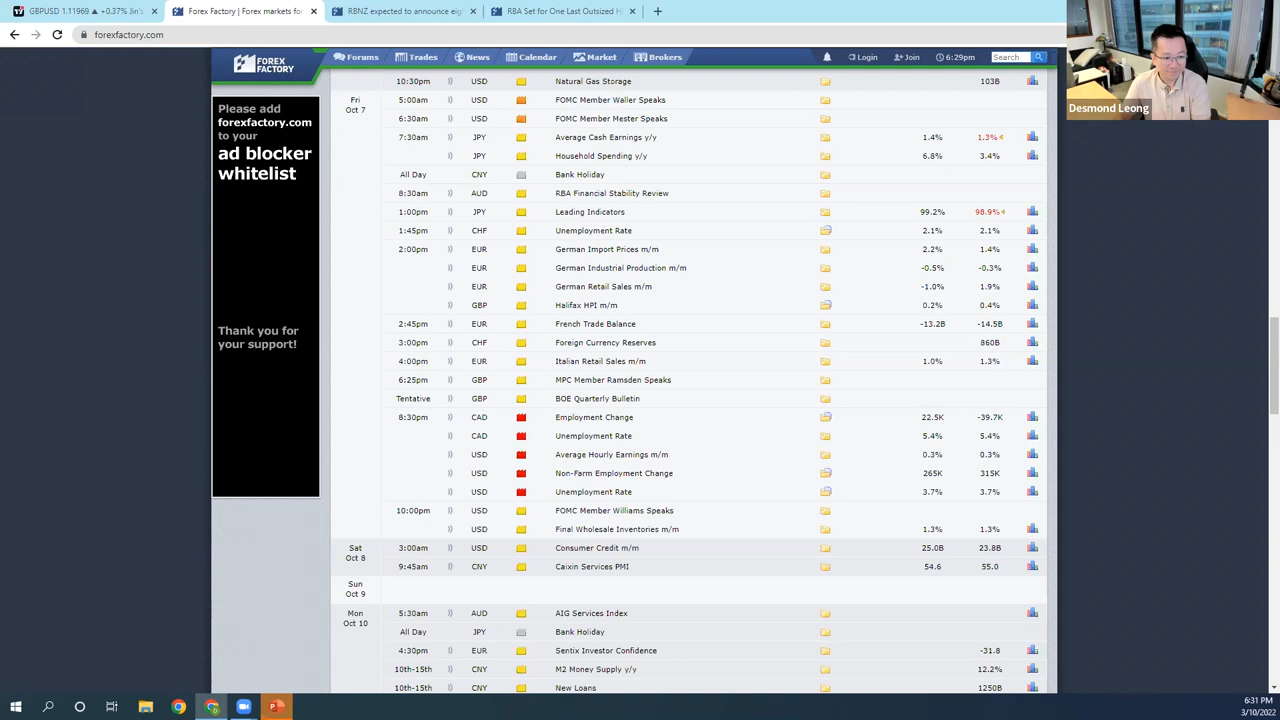 GBPUSD 1.11969 ▲ +0.37% Jin's
Forex Factory | Forex markets fo
RBNZ expected to announce eig
RBA Set for One Last Outsized Hi
forexfactory.com
FOREX FACTORY
Forums Trades News Calendar Market Brokers Login Join 6:29pm Search
Desmond Leong
Please add
forexfactory.com
to your
ad blocker
whitelist
Thank you for
your support!
10:30pm USD Natural Gas Storage 103B
Fri Oct 7 5:00am USD FOMC Member Waller Speaks
6:30am USD FOMC Member Mester Speaks
7:30am JPY Average Cash Earnings y/y 1.4% 1.3%
JPY Household Spending y/y 6.8% 3.4%
All Day CNY Bank Holiday
8:30am AUD RBA Financial Stability Review
1:00pm JPY Leading Indicators 99.2% 98.9%
1:45pm CHF Unemployment Rate 2.1% 2.1%
2:00pm EUR German Import Prices m/m 2.2% 1.4%
EUR German Industrial Production m/m -0.5% -0.3%
EUR German Retail Sales m/m -1.0% 1.9%
GBP Halifax HPI m/m 0.2% 0.4%
2:45pm EUR French Trade Balance -13.2B -14.5B
3:00pm CHF Foreign Currency Reserves 860B
4:00pm EUR Italian Retail Sales m/m 1.0% 1.3%
6:25pm GBP MPC Member Ramsden Speaks
Tentative GBP BOE Quarterly Bulletin
8:30pm CAD Employment Change 22.5K -39.7K
CAD Unemployment Rate 5.4% 5.4%
USD Average Hourly Earnings m/m 0.3% 0.3%
USD Non-Farm Employment Change 265K 315K
USD Unemployment Rate 3.7% 3.7%
10:00pm USD FOMC Member Williams Speaks
USD Final Wholesale Inventories m/m 1.3% 1.3%
Sat Oct 8 3:00am USD Consumer Credit m/m 25.0B 23.8B
9:45am CNY Caixin Services PMI 54.6 55.0
Sun Oct 9
Mon Oct 10 5:30am AUD AIG Services Index
All Day JPY Bank Holiday
4:30pm EUR Sentix Investor Confidence -31.8
10th-15th CNY M2 Money Supply y/y 12.2%
10th-15th CNY New Loans 1250B
6:31 PM
3/10/2022